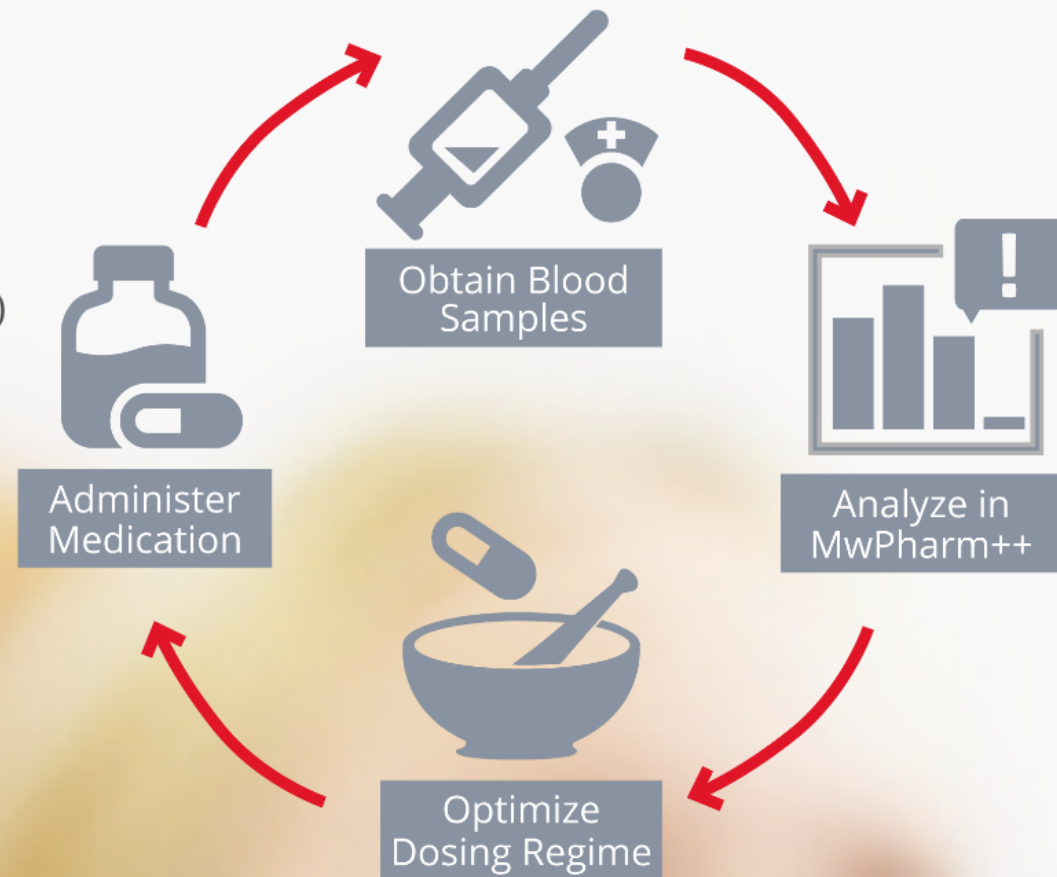 Obtain Blood
Samples
)
Administer
Medication
Analyze in
MwPharm++
Optimize
Dosing Regime